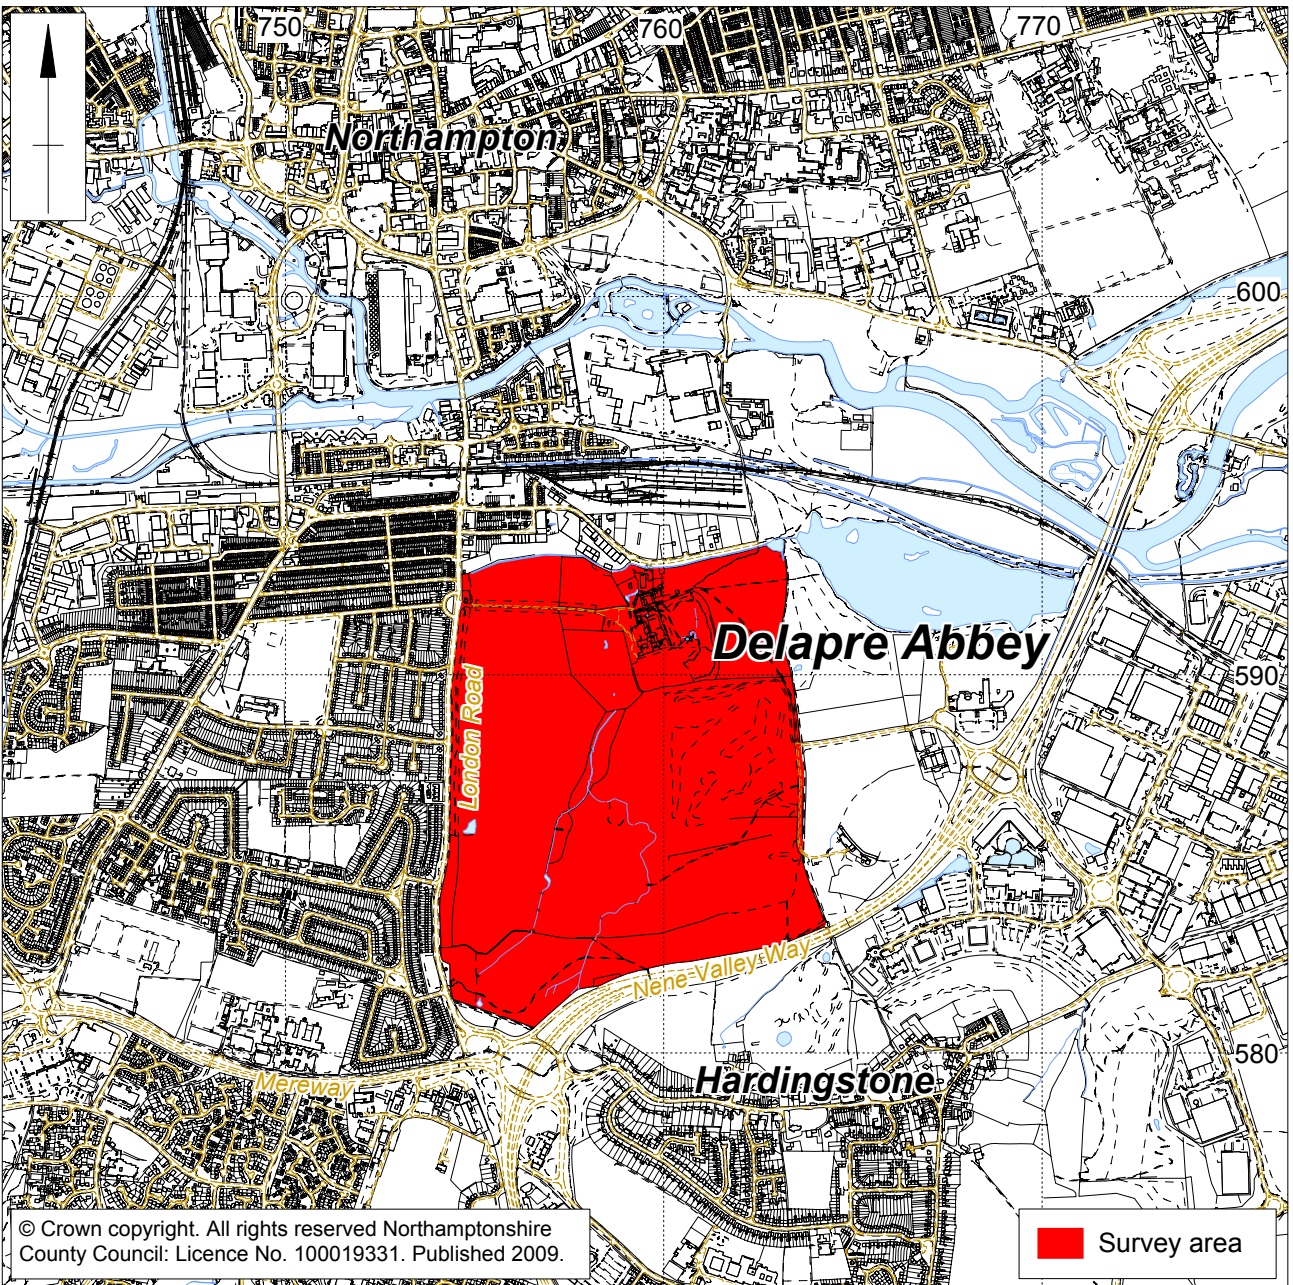 750
760
770
Northampton
600
Delapre Abbey
590
London Road
Nene Valley Way
580
Hardingstone
Mereway
© Crown copyright. All rights reserved Northamptonshire
County Council: Licence No. 100019331. Published 2009.
Survey area